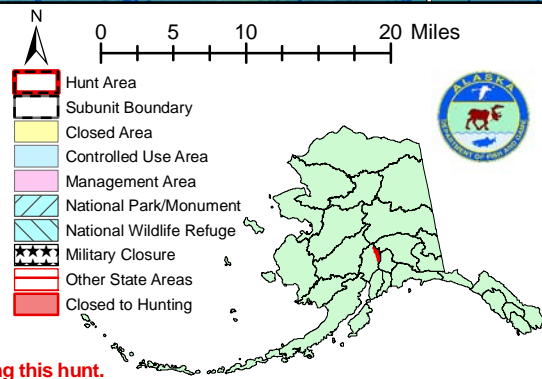 N
0 5 10 20 Miles
Hunt Area
Subunit Boundary
Closed Area
Controlled Use Area
Management Area
National Park/Monument
National Wildlife Refuge
Military Closure
Other State Areas
Closed to Hunting
ALASKA
DEPARTMENT OF FISH AND GAME
ng this hunt.